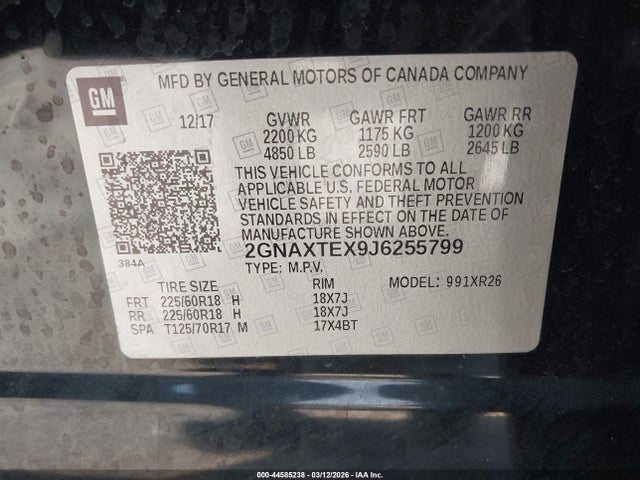 GM
MFD BY GENERAL MOTORS OF CANADA COMPANY
12/17 GVWR GAWR FRT GAWR RR
2200 KG 1175 KG 1200 KG
4850 LB 2590 LB 2645 LB
THIS VEHICLE CONFORMS TO ALL
APPLICABLE U.S. FEDERAL MOTOR
VEHICLE SAFETY AND THEFT PREVENTION
STANDARDS IN EFFECT ON THE DATE OF
MANUFACTURE SHOWN ABOVE.
384A
2GNAXTEX9J6255799
TYPE: M.P.V. MODEL: 991XR26
TIRE SIZE RIM
FRT 225/60R18 H 18X7J
RR 225/60R18 H 18X7J
SPA T125/70R17 M 17X4BT
000-44585238 - 03/12/2026 - IAA Inc.